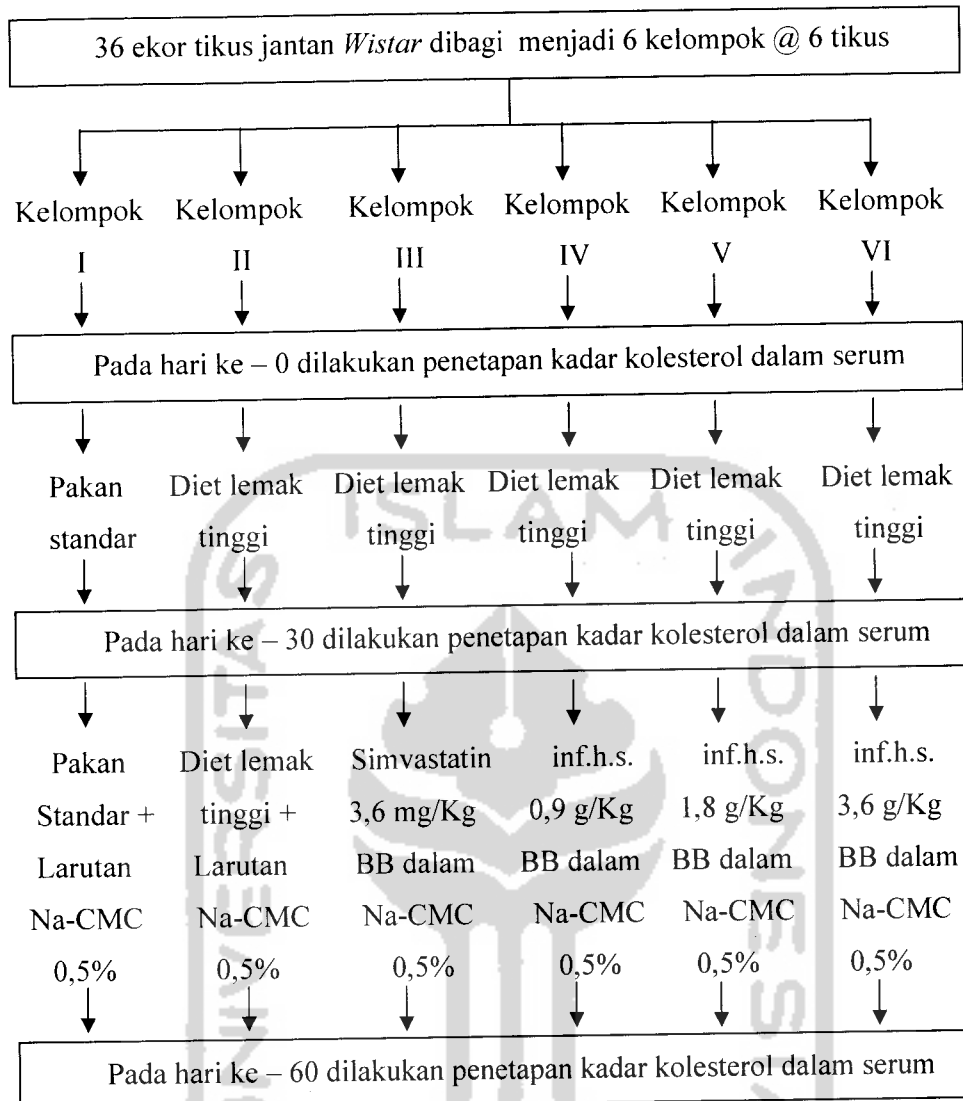 36 ekor tikus jantan Wistar dibagi menjadi 6 kelompok @ 6 tikus
Kelompok Kelompok Kelompok Kelompok Kelompok Kelompok
I II III IV V VI
Pada hari ke – 0 dilakukan penetapan kadar kolesterol dalam serum
Pakan Diet lemak Diet lemak Diet lemak Diet lemak Diet lemak
standar tinggi tinggi tinggi tinggi tinggi
Pada hari ke – 30 dilakukan penetapan kadar kolesterol dalam serum
Pakan Diet lemak Simvastatin inf.h.s. inf.h.s. inf.h.s.
Standar + tinggi + 3,6 mg/Kg 0,9 g/Kg 1,8 g/Kg 3,6 g/Kg
Larutan Larutan BB dalam BB dalam BB dalam BB dalam
Na-CMC Na-CMC Na-CMC Na-CMC Na-CMC Na-CMC
0,5% 0,5% 0,5% 0,5% 0,5% 0,5%
Pada hari ke – 60 dilakukan penetapan kadar kolesterol dalam serum
ISLAM
UNIVERSITAS
INDONESIA